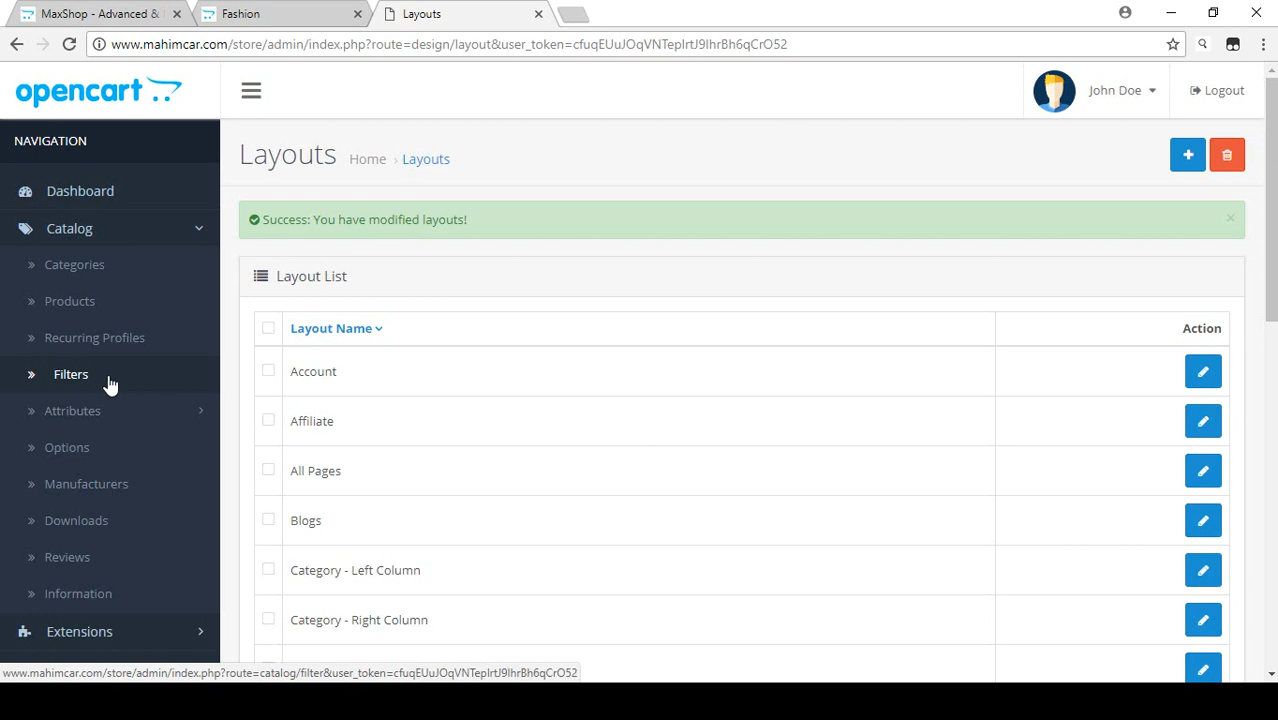 MaxShop - Advanced &
Fashion
Layouts
www.mahimcar.com/store/admin/index.php?route=design/layout&user_token=cfuqEUuJOqVNTepIrtJ9IhrBh6qCrO52
opencart
John Doe
Logout
NAVIGATION
Dashboard
Catalog
Categories
Products
Recurring Profiles
Filters
Attributes
Options
Manufacturers
Downloads
Reviews
Information
Extensions
Layouts
Home › Layouts
Success: You have modified layouts!
×
Layout List
Layout Name
Action
Account
Affiliate
All Pages
Blogs
Category - Left Column
Category - Right Column
www.mahimcar.com/store/admin/index.php?route=catalog/filter&user_token=cfuqEUuJOqVNTepIrtJ9IhrBh6qCrO52